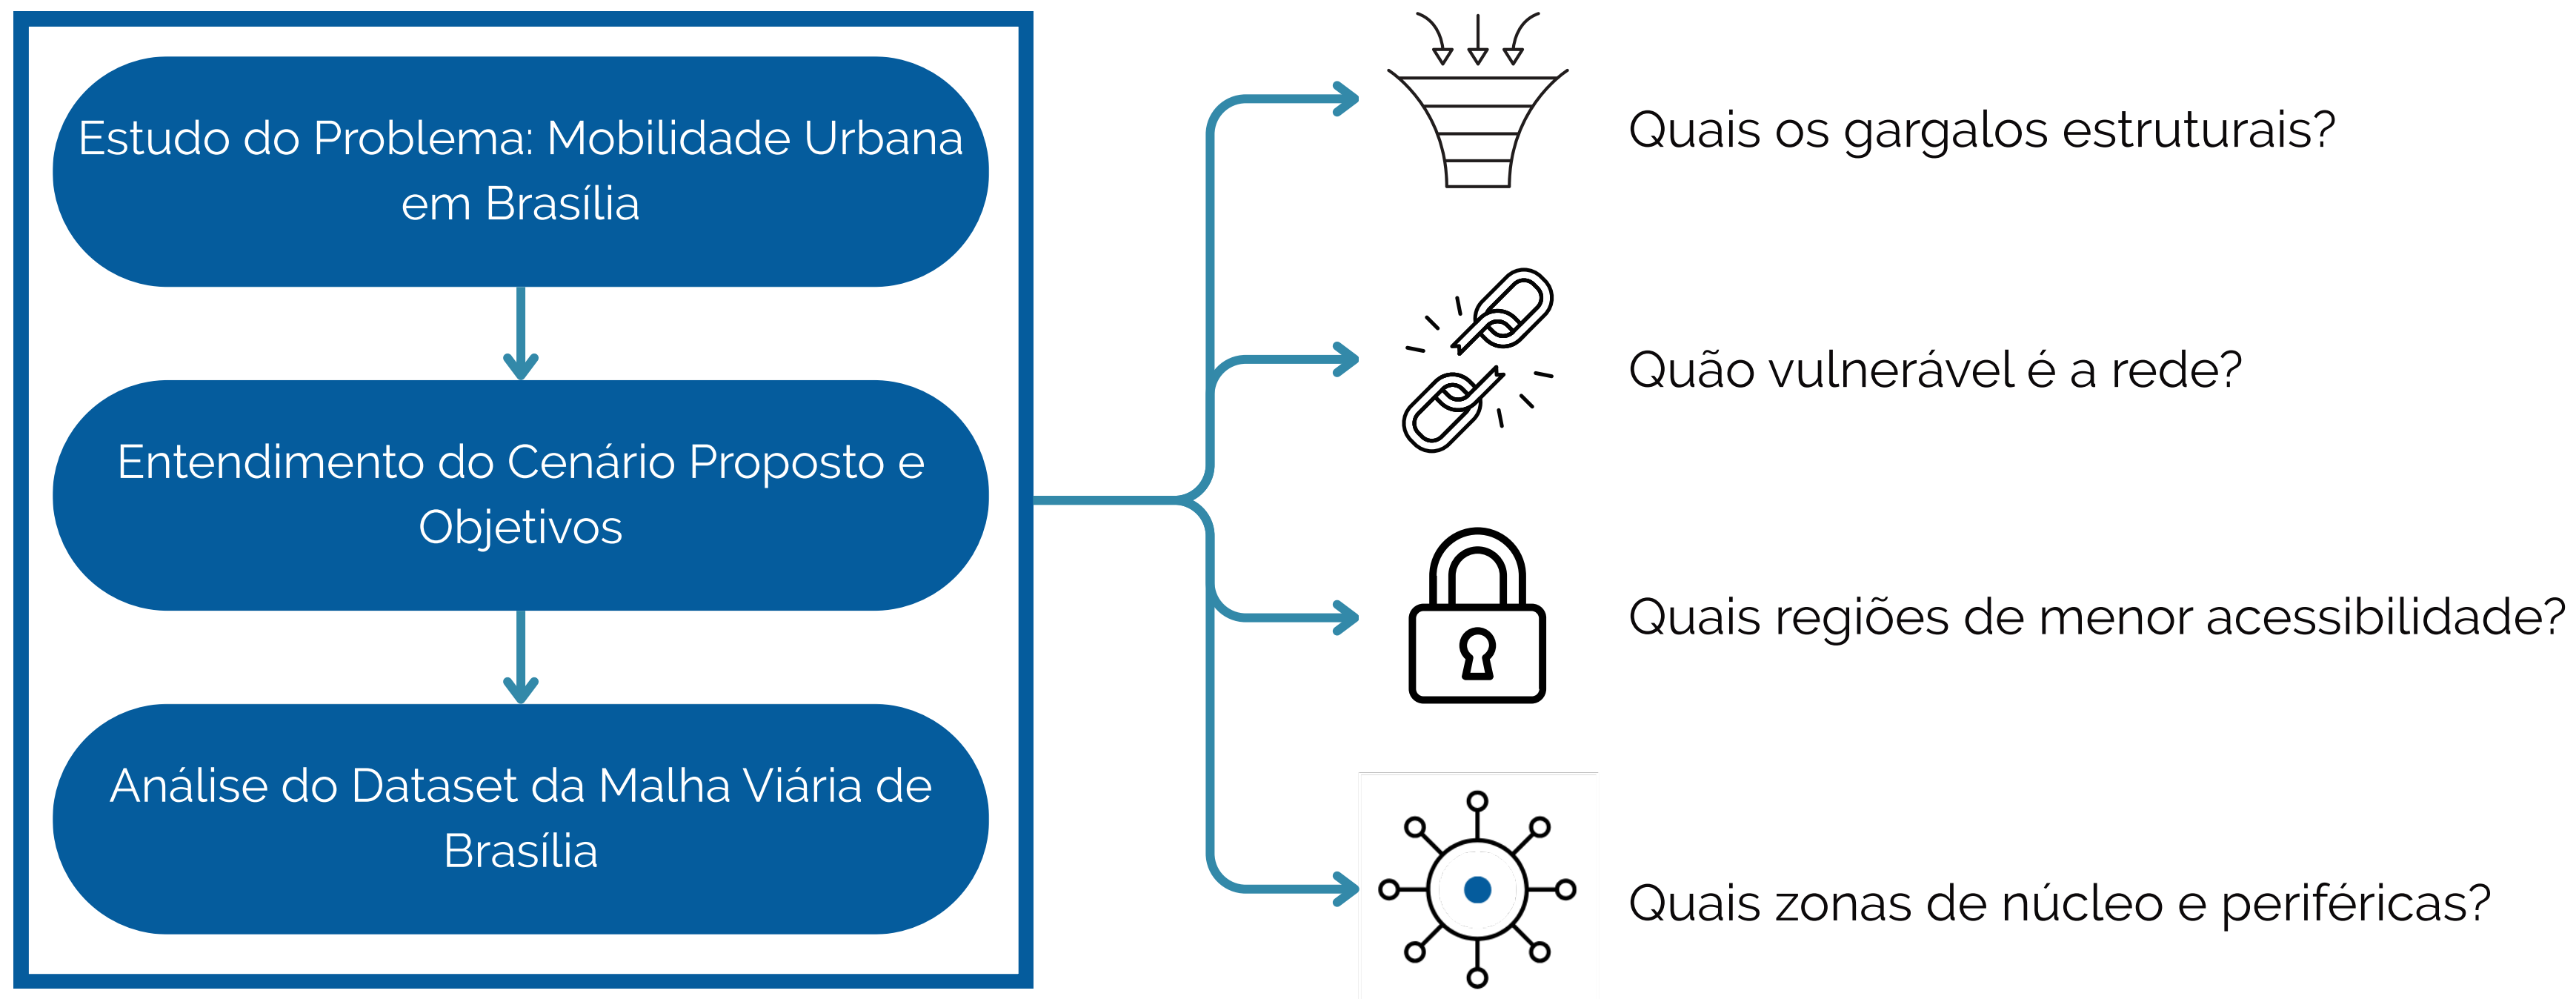 Estudo do Problema: Mobilidade Urbana
em Brasília
Entendimento do Cenário Proposto e
Objetivos
Análise do Dataset da Malha Viária de
Brasília
Quais os gargalos estruturais?
Quão vulnerável é a rede?
Quais regiões de menor acessibilidade?
Quais zonas de núcleo e periféricas?